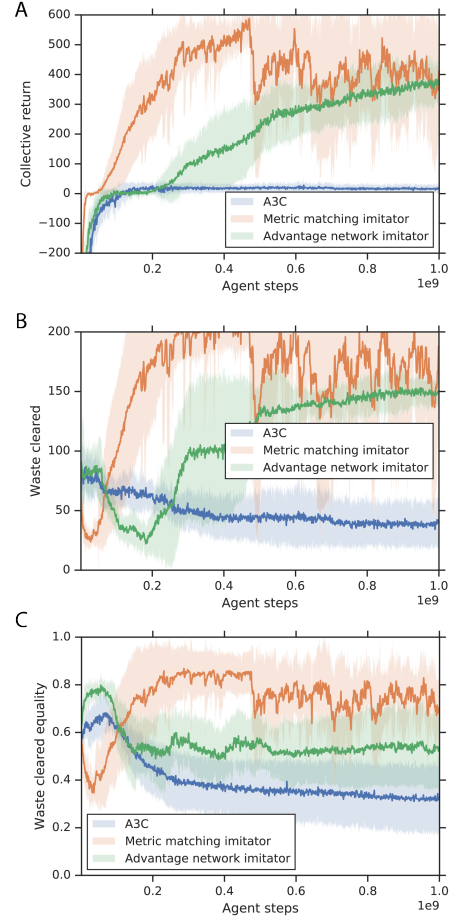 A
600
500
400
300
200
100
0
−100
−200
Collective return
A3C
Metric matching imitator
Advantage network imitator
0.2 0.4 0.6 0.8 1.0
Agent steps
1e9
B
200
150
100
50
0
Waste cleared
A3C
Metric matching imitator
Advantage network imitator
0.2 0.4 0.6 0.8 1.0
Agent steps
1e9
C
1.0
0.8
0.6
0.4
0.2
0.0
Waste cleared equality
A3C
Metric matching imitator
Advantage network imitator
0.2 0.4 0.6 0.8 1.0
Agent steps
1e9